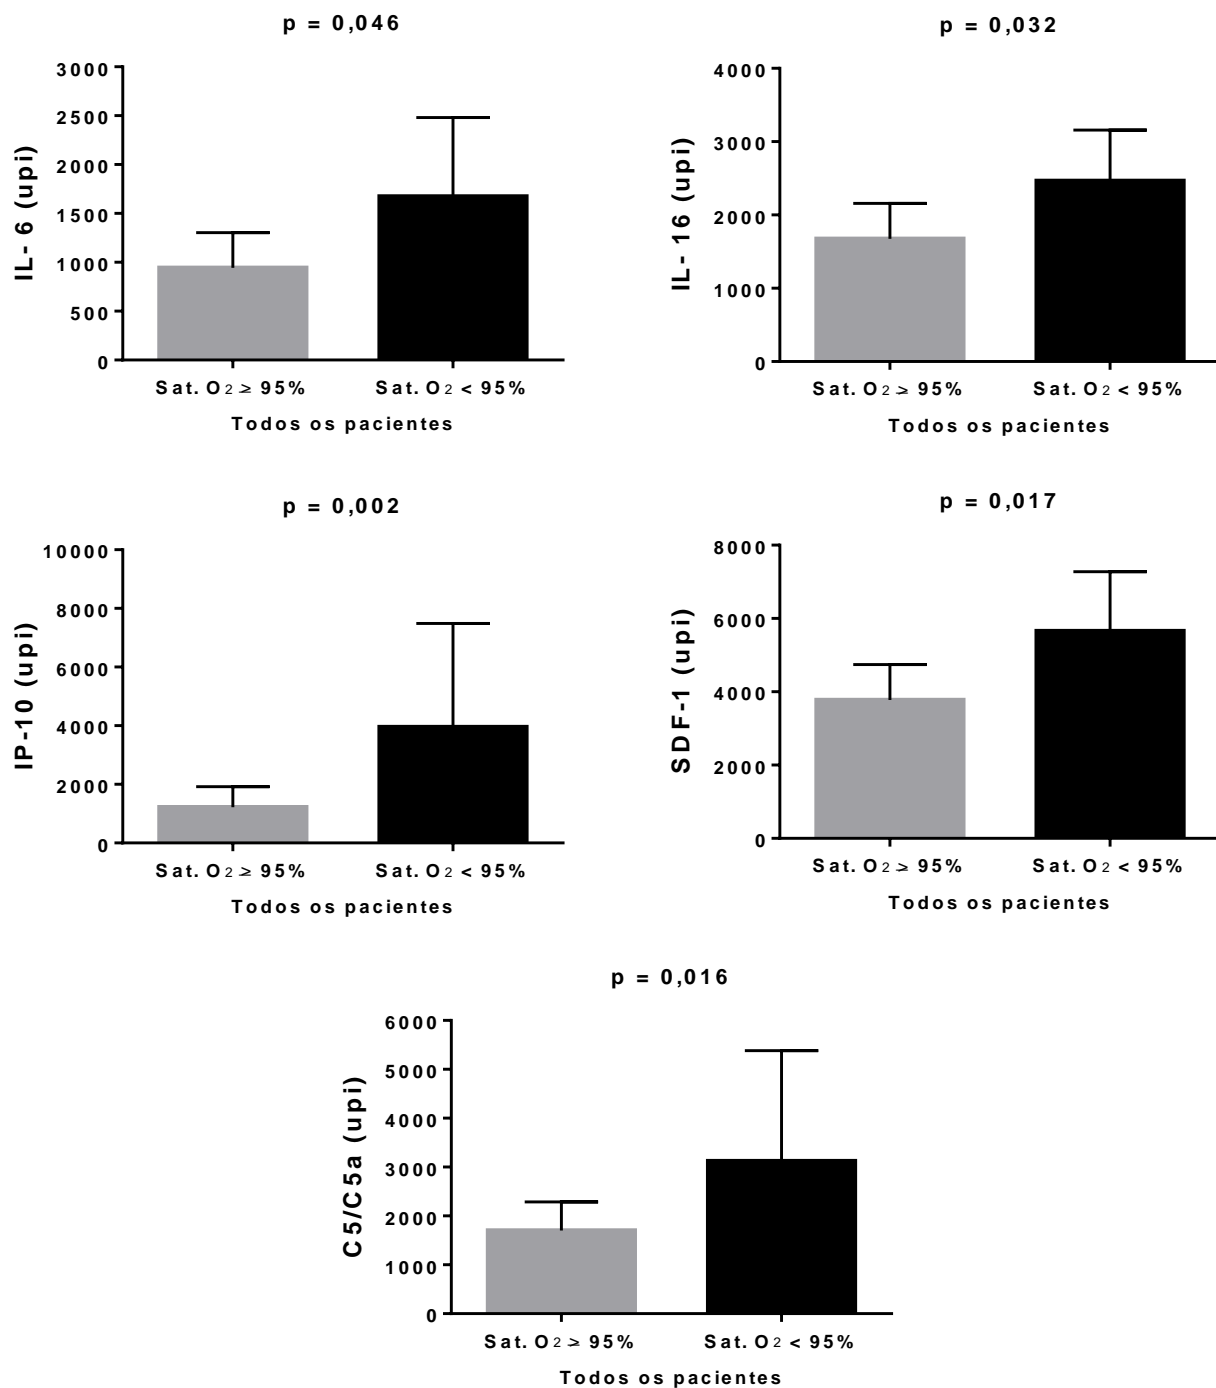 p = 0,046
IL-6 (upi)
3000
2500
2000
1500
1000
500
0
Sat. O2 ≥ 95% Sat. O2 < 95%
Todos os pacientes
p = 0,032
IL-16 (upi)
4000
3000
2000
1000
0
Sat. O2 ≥ 95% Sat. O2 < 95%
Todos os pacientes
p = 0,002
IP-10 (upi)
10000
8000
6000
4000
2000
0
Sat. O2 ≥ 95% Sat. O2 < 95%
Todos os pacientes
p = 0,017
SDF-1 (upi)
8000
6000
4000
2000
0
Sat. O2 ≥ 95% Sat. O2 < 95%
Todos os pacientes
p = 0,016
C5/C5a (upi)
6000
5000
4000
3000
2000
1000
0
Sat. O2 ≥ 95% Sat. O2 < 95%
Todos os pacientes